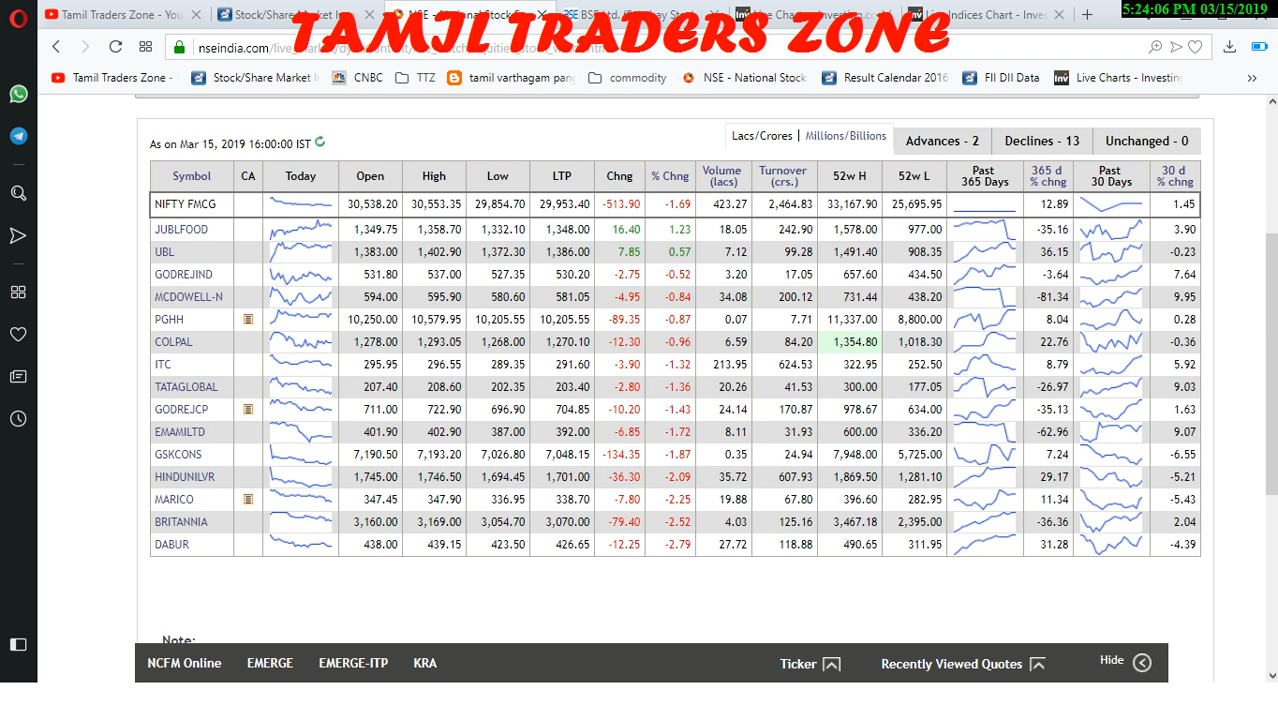 5:24:06 PM 03/15/2019
Tamil Traders Zone - You
Stock/Share Market
TAMIL TRADERS ZONE
nseindia.com
Tamil Traders Zone -
Stock/Share Market
CNBC
TTZ
tamil varthagam
commodity
NSE - National Stock
Result Calendar 2016
FII DII Data
Live Charts - Investin
»
As on Mar 15, 2019 16:00:00 IST
Lacs/Crores | Millions/Billions
Advances - 2
Declines - 13
Unchanged - 0
Symbol CA Today Open High Low LTP Chng % Chng Volume (lacs) Turnover (crs.) 52w H 52w L Past 365 Days 365 d % chng Past 30 Days 30 d % chng
NIFTY FMCG 30,538.20 30,553.35 29,854.70 29,953.40 -513.90 -1.69 423.27 2,464.83 33,167.90 25,695.95 12.89 1.45
JUBLFOOD 1,349.75 1,358.70 1,332.10 1,348.00 16.40 1.23 18.05 242.90 1,578.00 977.00 -35.16 3.90
UBL 1,383.00 1,402.90 1,372.30 1,386.00 7.85 0.57 7.12 99.28 1,491.40 908.35 36.15 -0.23
GODREJIND 531.80 537.00 527.35 530.20 -2.75 -0.52 3.20 17.05 657.60 434.50 -3.64 7.64
MCDOWELL-N 594.00 595.90 580.60 581.05 -4.95 -0.84 34.08 200.12 731.44 438.20 -81.34 9.95
PGHH 10,250.00 10,579.95 10,205.55 10,205.55 -89.35 -0.87 0.07 7.71 11,337.00 8,800.00 8.04 0.28
COLPAL 1,278.00 1,293.05 1,268.00 1,270.10 -12.30 -0.96 6.59 84.20 1,354.80 1,018.30 22.76 -0.36
ITC 295.95 296.55 289.35 291.60 -3.90 -1.32 213.95 624.53 322.95 252.50 8.79 5.92
TATAGLOBAL 207.40 208.60 202.35 203.40 -2.80 -1.36 20.26 41.53 300.00 177.05 -26.97 9.03
GODREJCP 711.00 722.90 696.90 704.85 -10.20 -1.43 24.14 170.87 978.67 634.00 -35.13 1.63
EMAMILTD 401.90 402.90 387.00 392.00 -6.85 -1.72 8.11 31.93 600.00 336.20 -62.96 9.07
GSKCONS 7,190.35 7,193.20 7,026.80 7,048.15 -134.35 -1.87 0.35 24.94 7,948.00 5,725.00 7.24 -6.55
HINDUNILVR 1,745.00 1,746.50 1,694.45 1,701.00 -36.30 -2.09 35.72 607.93 1,869.50 1,281.10 29.17 -5.21
MARICO 347.45 347.90 336.95 338.70 -7.80 -2.25 19.88 67.80 396.60 282.95 11.34 -5.43
BRITANNIA 3,160.00 3,169.00 3,054.70 3,070.00 -79.40 -2.52 4.03 125.16 3,467.18 2,395.00 -36.36 2.04
DABUR 438.00 439.15 423.50 426.65 -12.25 -2.79 27.72 118.88 490.65 311.95 31.28 -4.39
Note:
NCFM Online EMERGE EMERGE-ITP KRA Ticker Recently Viewed Quotes Hide